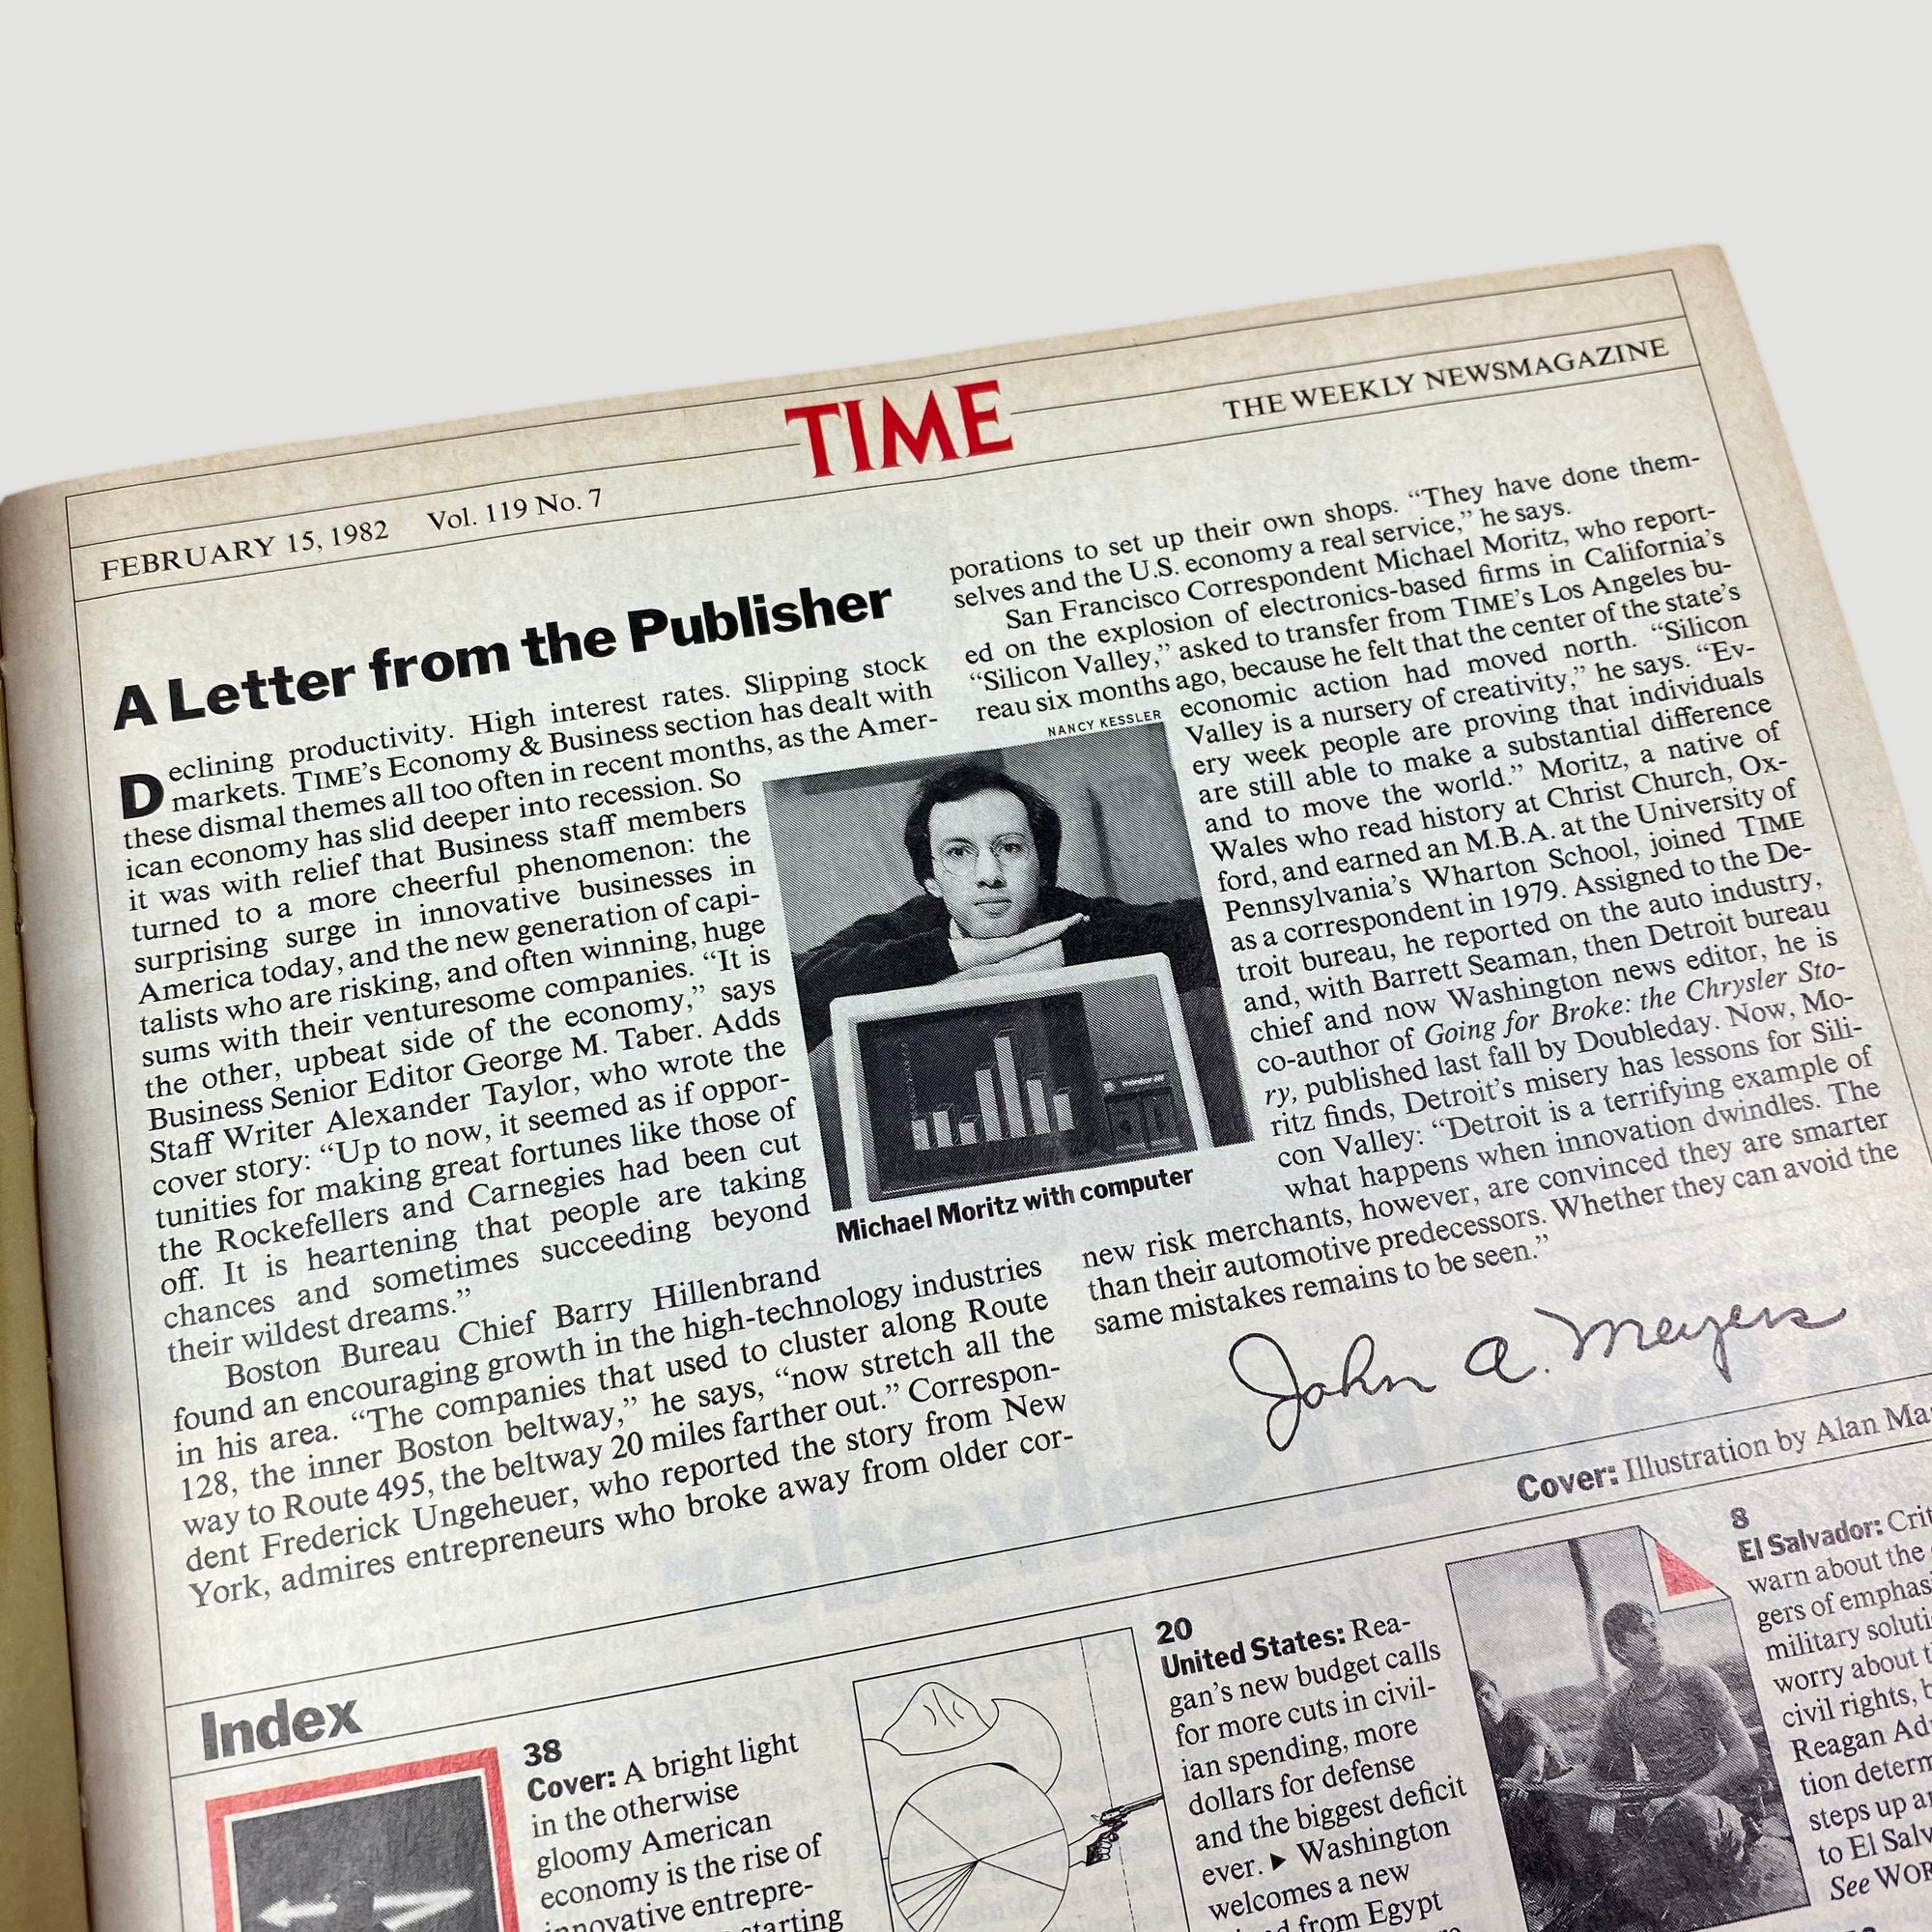 TIME
THE WEEKLY NEWSMAGAZINE
FEBRUARY 15, 1982 Vol. 119 No. 7
A Letter from the Publisher
Declining productivity. High interest rates. Slipping stock
markets. TIME's Economy & Business section has dealt with
these dismal themes all too often in recent months, as the Amer-
ican economy has slid deeper into recession. So
it was with relief that Business staff members
turned to a more cheerful phenomenon: the
surprising surge in innovative businesses in
America today, and the new generation of capi-
talists who are risking, and often winning, huge
sums with their venturesome companies. “It is
the other, upbeat side of the economy,” says
Business Senior Editor George M. Taber. Adds
Staff Writer Alexander Taylor, who wrote the
cover story: “Up to now, it seemed as if oppor-
tunities for making great fortunes like those of
the Rockefellers and Carnegies had been cut
off. It is heartening that people are taking
chances and sometimes succeeding beyond
their wildest dreams.”
Boston Bureau Chief Barry Hillenbrand
found an encouraging growth in the high-technology industries
in his area. “The companies that used to cluster along Route
128, the inner Boston beltway,” he says, “now stretch all the
way to Route 495, the beltway 20 miles farther out.” Correspon-
dent Frederick Ungeheuer, who reported the story from New
York, admires entrepreneurs who broke away from older cor-
porations to set up their own shops. “They have done them-
selves and the U.S. economy a real service,” he says.
San Francisco Correspondent Michael Moritz, who report-
ed on the explosion of electronics-based firms in California's
“Silicon Valley,” asked to transfer from TIME's Los Angeles bu-
reau six months ago, because he felt that the center of the state's
economic action had moved north. “Silicon
Valley is a nursery of creativity,” he says. “Ev-
ery week people are proving that individuals
are still able to make a substantial difference
and to move the world.” Moritz, a native of
Wales who read history at Christ Church, Ox-
ford, and earned an M.B.A. at the University of
Pennsylvania's Wharton School, joined TIME
as a correspondent in 1979. Assigned to the De-
troit bureau, he reported on the auto industry,
and, with Barrett Seaman, then Detroit bureau
chief and now Washington news editor, he is
co-author of Going for Broke: the Chrysler Sto-
ry, published last fall by Doubleday. Now, Mo-
ritz finds, Detroit's misery has lessons for Sili-
con Valley: “Detroit is a terrifying example of
what happens when innovation dwindles. The
new risk merchants, however, are convinced they are smarter
than their automotive predecessors. Whether they can avoid the
same mistakes remains to be seen.”
NANCY KESSLER
Michael Moritz with computer
John A. Meyers
Cover: Illustration by Alan
Index
38
Cover: A bright light
in the otherwise
gloomy American
economy is the rise of
innovative entrepre-
starting
20
United States: Rea-
gan's new budget calls
for more cuts in civil-
ian spending, more
dollars for defense
and the biggest deficit
ever. ▶ Washington
welcomes a new
from Egypt
8
El Salvador:
warn about the
gers of
military
worry about
civil rights,
Reagan
tion
steps up
to El
See